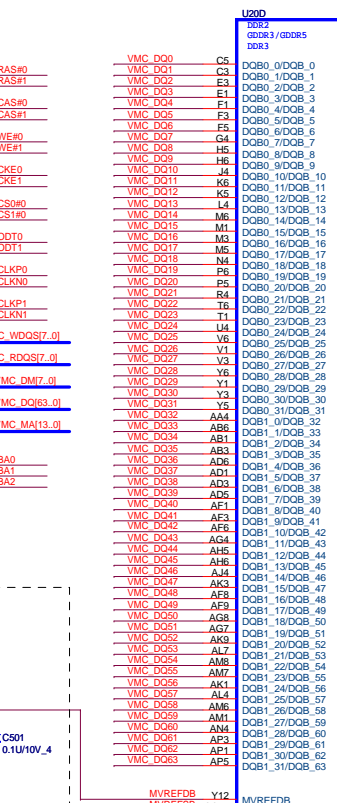 U20D
DDR2
GDDR3/GDDR5
DDR3
VMC_DQ0 C5 DQB0_0/DQB_0
VMC_DQ1 C3 DQB0_1/DQB_1
VMC_DQ2 E3 DQB0_2/DQB_2
VMC_DQ3 E1 DQB0_3/DQB_3
VMC_DQ4 F1 DQB0_4/DQB_4
VMC_DQ5 F3 DQB0_5/DQB_5
VMC_DQ6 F5 DQB0_6/DQB_6
VMC_DQ7 G4 DQB0_7/DQB_7
VMC_DQ8 H5 DQB0_8/DQB_8
VMC_DQ9 H6 DQB0_9/DQB_9
VMC_DQ10 J4 DQB0_10/DQB_10
VMC_DQ11 K6 DQB0_11/DQB_11
VMC_DQ12 K5 DQB0_12/DQB_12
VMC_DQ13 L4 DQB0_13/DQB_13
VMC_DQ14 M6 DQB0_14/DQB_14
VMC_DQ15 M1 DQB0_15/DQB_15
VMC_DQ16 M3 DQB0_16/DQB_16
VMC_DQ17 M5 DQB0_17/DQB_17
VMC_DQ18 N4 DQB0_18/DQB_18
VMC_DQ19 P6 DQB0_19/DQB_19
VMC_DQ20 P5 DQB0_20/DQB_20
VMC_DQ21 R4 DQB0_21/DQB_21
VMC_DQ22 T6 DQB0_22/DQB_22
VMC_DQ23 T1 DQB0_23/DQB_23
VMC_DQ24 U4 DQB0_24/DQB_24
VMC_DQ25 V6 DQB0_25/DQB_25
VMC_DQ26 V1 DQB0_26/DQB_26
VMC_DQ27 V3 DQB0_27/DQB_27
VMC_DQ28 Y6 DQB0_28/DQB_28
VMC_DQ29 Y1 DQB0_29/DQB_29
VMC_DQ30 Y3 DQB0_30/DQB_30
VMC_DQ31 Y5 DQB0_31/DQB_31
VMC_DQ32 AA4 DQB1_0/DQB_32
VMC_DQ33 AB6 DQB1_1/DQB_33
VMC_DQ34 AB1 DQB1_2/DQB_34
VMC_DQ35 AB3 DQB1_3/DQB_35
VMC_DQ36 AD6 DQB1_4/DQB_36
VMC_DQ37 AD1 DQB1_5/DQB_37
VMC_DQ38 AD3 DQB1_6/DQB_38
VMC_DQ39 AD5 DQB1_7/DQB_39
VMC_DQ40 AF1 DQB1_8/DQB_40
VMC_DQ41 AF3 DQB1_9/DQB_41
VMC_DQ42 AF6 DQB1_10/DQB_42
VMC_DQ43 AG4 DQB1_11/DQB_43
VMC_DQ44 AH5 DQB1_12/DQB_44
VMC_DQ45 AH6 DQB1_13/DQB_45
VMC_DQ46 AJ4 DQB1_14/DQB_46
VMC_DQ47 AK3 DQB1_15/DQB_47
VMC_DQ48 AF8 DQB1_16/DQB_48
VMC_DQ49 AF9 DQB1_17/DQB_49
VMC_DQ50 AG8 DQB1_18/DQB_50
VMC_DQ51 AG7 DQB1_19/DQB_51
VMC_DQ52 AK9 DQB1_20/DQB_52
VMC_DQ53 AL7 DQB1_21/DQB_53
VMC_DQ54 AM8 DQB1_22/DQB_54
VMC_DQ55 AM7 DQB1_23/DQB_55
VMC_DQ56 AK1 DQB1_24/DQB_56
VMC_DQ57 AL4 DQB1_25/DQB_57
VMC_DQ58 AM6 DQB1_26/DQB_58
VMC_DQ59 AM1 DQB1_27/DQB_59
VMC_DQ60 AN4 DQB1_28/DQB_60
VMC_DQ61 AP3 DQB1_29/DQB_61
VMC_DQ62 AP1 DQB1_30/DQB_62
VMC_DQ63 AP5 DQB1_31/DQB_63
MVREFDB Y12 MVREFDB
RAS#0
RAS#1
CAS#0
CAS#1
WE#0
WE#1
CKE0
CKE1
CS0#0
CS1#0
ODT0
ODT1
CLKP0
CLKN0
CLKP1
CLKN1
C_WDQS[7..0]
C_RDQS[7..0]
VMC_DM[7..0]
VMC_DQ[63..0]
VMC_MA[13..0]
BA0
BA1
BA2
C501
0.1U/10V_4